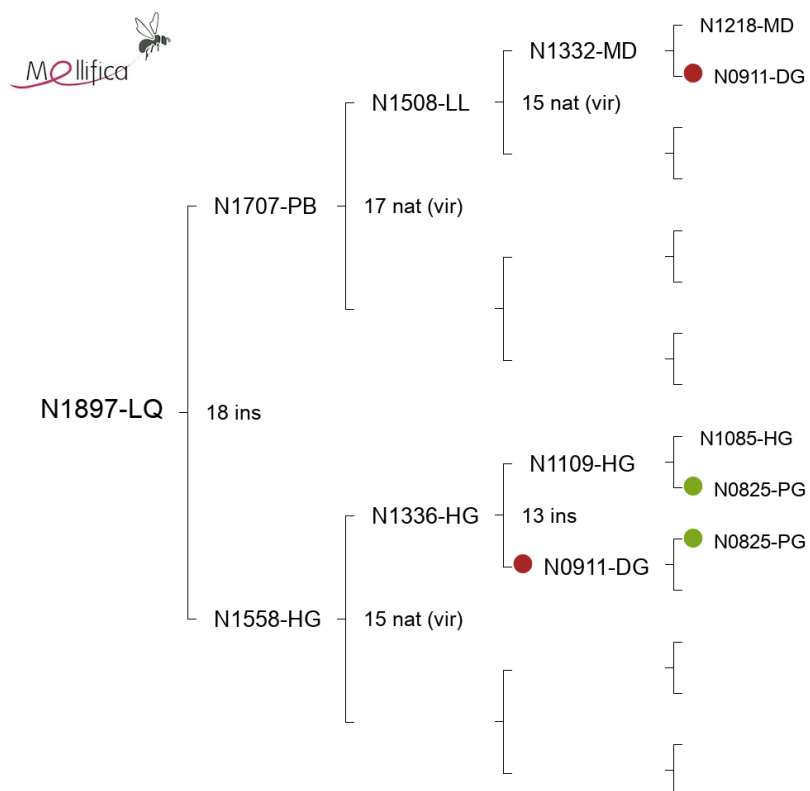 Mellifica
N1218-MD
N1332-MD
N0911-DG
N1508-LL
15 nat (vir)
N1707-PB
17 nat (vir)
N1897-LQ
18 ins
N1085-HG
N1109-HG
N0825-PG
N1336-HG
13 ins
N0825-PG
N0911-DG
N1558-HG
15 nat (vir)